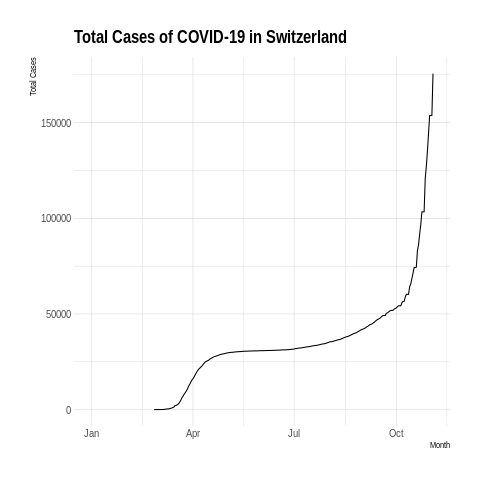 Total Cases of COVID-19 in Switzerland
Total Cases
150000
100000
50000
0
Jan Apr Jul Oct
Month